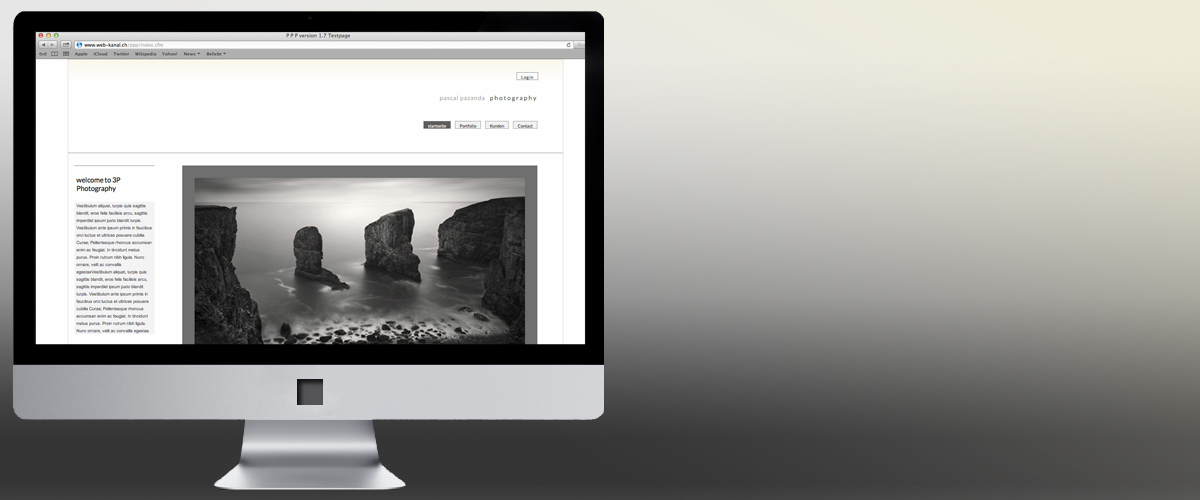 P P P version 1.7 Testpage
www.web-kanal.ch/ppp/index.cfm
Apple iCloud Twitter Wikipedia Yahoo! News Beliebt
Login
pascal pazanda photography
startseite Portfolio Kunden Contact
welcome to 3P
Photography
Vestibulum aliquet, turpis quis sagittis
blandit, eros felis facilisis arcu, sagittis
imperdiet ipsum justo blandit turpis.
Vestibulum ante ipsum primis in faucibus
orci luctus et ultrices posuere cubilia
Curae; Pellentesque rhoncus accumsan
enim ac feugiat. In tincidunt metus
purus. Proin rutrum nibh ligula. Nunc
ornare, velit ac convallis
egestasVestibulum aliquet, turpis quis
sagittis blandit, eros felis facilisis arcu,
sagittis imperdiet ipsum justo blandit
turpis. Vestibulum ante ipsum primis in
faucibus orci luctus et ultrices posuere
cubilia Curae; Pellentesque rhoncus
accumsan enim ac feugiat. In tincidunt
metus purus. Proin rutrum nibh ligula.
Nunc ornare, velit ac convallis egestas